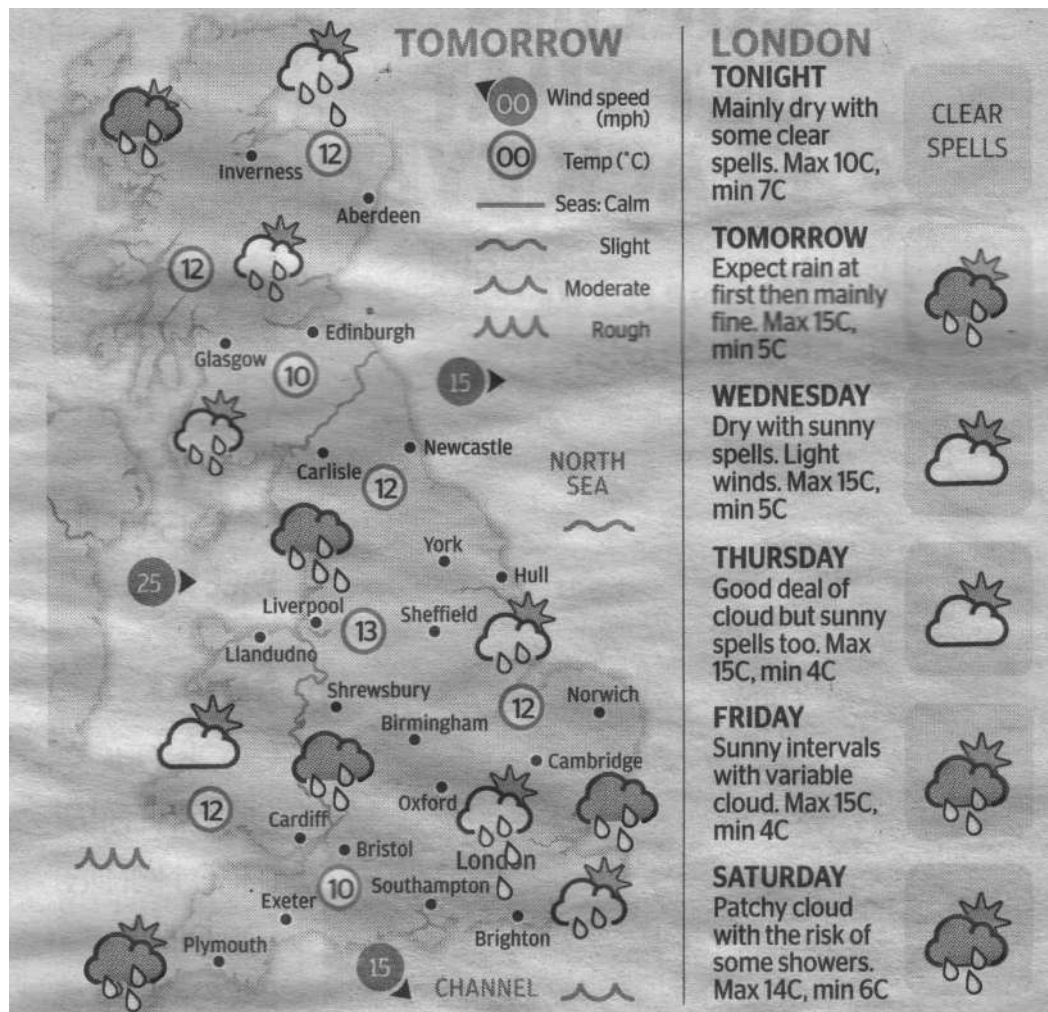 TOMORROW
00
Wind speed
(mph)
00
Temp (°C)
Seas: Calm
Slight
Moderate
Rough
12
Inverness
Aberdeen
12
Edinburgh
Glasgow
10
15
Newcastle
Carlisle
12
NORTH
SEA
York
Hull
25
Liverpool
13
Sheffield
Llandudno
Shrewsbury
12
Norwich
Birmingham
Cambridge
12
Oxford
Cardiff
Bristol
London
10
Southampton
Exeter
Brighton
Plymouth
15
CHANNEL
LONDON
TONIGHT
Mainly dry with
some clear
spells. Max 10C,
min 7C
CLEAR
SPELLS
TOMORROW
Expect rain at
first then mainly
fine. Max 15C,
min 5C
WEDNESDAY
Dry with sunny
spells. Light
winds. Max 15C,
min 5C
THURSDAY
Good deal of
cloud but sunny
spells too. Max
15C, min 4C
FRIDAY
Sunny intervals
with variable
cloud. Max 15C,
min 4C
SATURDAY
Patchy cloud
with the risk of
some showers.
Max 14C, min 6C